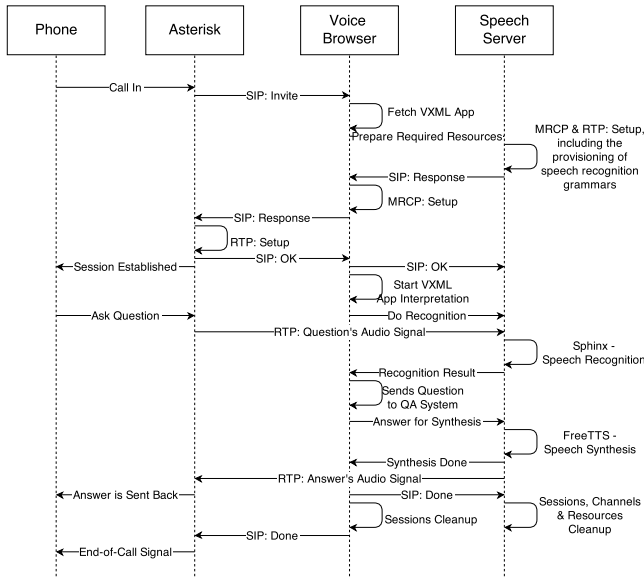 Phone
Asterisk
Voice
Browser
Speech
Server
Call In
SIP: Invite
Fetch VXML App
Prepare Required Resources
MRCP & RTP: Setup,
including the
provisioning of
speech recognition
grammars
SIP: Response
MRCP: Setup
SIP: Response
RTP: Setup
SIP: OK
Session Established
SIP: OK
Start VXML
App Interpretation
Ask Question
Do Recognition
RTP: Question's Audio Signal
Sphinx -
Speech Recognition
Recognition Result
Sends Question
to QA System
Answer for Synthesis
FreeTTS -
Speech Synthesis
Synthesis Done
RTP: Answer's Audio Signal
Answer is Sent Back
SIP: Done
Sessions Cleanup
Sessions, Channels
& Resources
Cleanup
SIP: Done
End-of-Call Signal